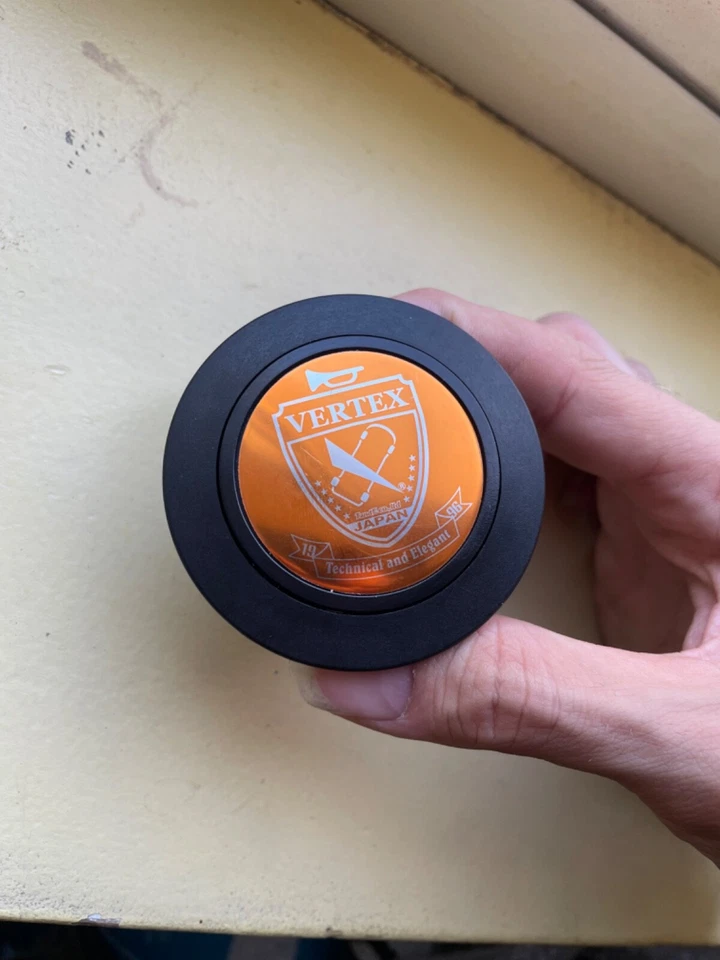 VERTEX
®
JAPAN
19 Technical and Elegant 96